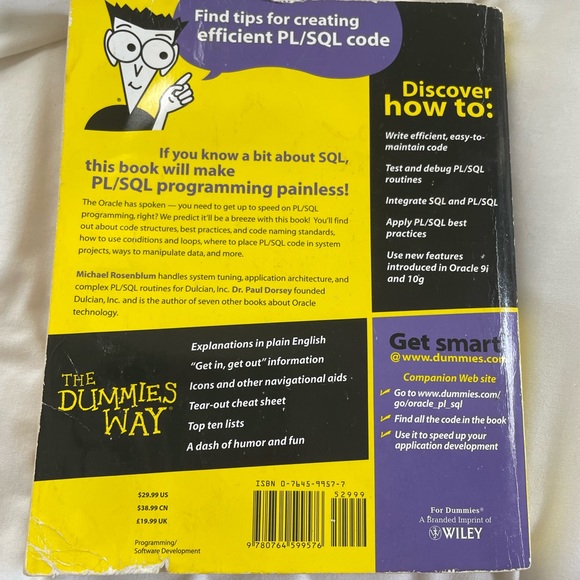 Find tips for creating
efficient PL/SQL code
If you know a bit about SQL,
this book will make
PL/SQL programming painless!
The Oracle has spoken — you need to get up to speed on PL/SQL
programming, right? We predict it'll be a breeze with this book! You'll find
out about code structures, best practices, and code naming standards,
how to use conditions and loops, where to place PL/SQL code in system
projects, ways to manipulate data, and more.
Michael Rosenblum handles system tuning, application architecture, and
complex PL/SQL routines for Dulcian, Inc. Dr. Paul Dorsey founded
Dulcian, Inc. and is the author of seven other books about Oracle
technology.
Discover
how to:
Write efficient, easy-to-
maintain code
Test and debug PL/SQL
routines
Integrate SQL and PL/SQL
Apply PL/SQL best
practices
Use new features
introduced in Oracle 9i
and 10g
THE
DUMMIES
WAY®
Explanations in plain English
"Get in, get out" information
Icons and other navigational aids
Tear-out cheat sheet
Top ten lists
A dash of humor and fun
Get smart!
@www.dummies.com
Companion Web site
Go to www.dummies.com/
go/oracle_pl_sql
Find all the code in the book
Use it to speed up your
application development
$29.99 US
$38.99 CN
£19.99 UK
Programming/
Software Development
ISBN 0-7645-9957-7
52999
9 780764 599576
For Dummies®
A Branded Imprint of
WILEY